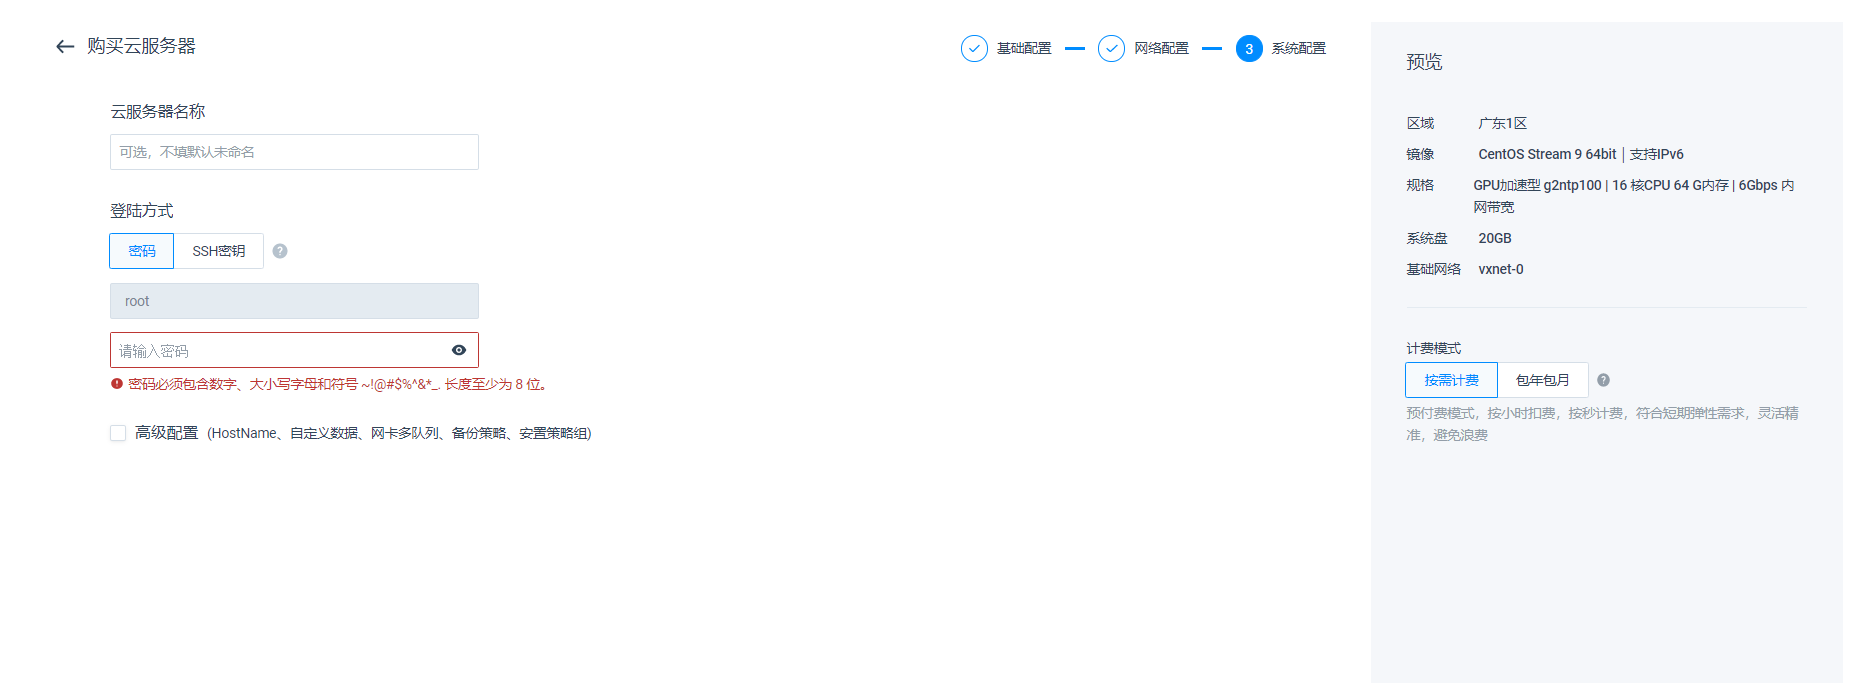 购买云服务器
基础配置
网络配置
3 系统配置
云服务器名称
可选，不填默认未命名
登陆方式
密码 SSH密钥 ?
root
请输入密码
密码必须包含数字、大小写字母和符号 ~!@#$%^&*_. 长度至少为 8 位。
高级配置 (HostName、自定义数据、网卡多队列、备份策略、安置策略组)
预览
区域 广东1区
镜像 CentOS Stream 9 64bit | 支持IPv6
规格 GPU加速型 g2ntp100 | 16 核CPU 64 G内存 | 6Gbps 内
网带宽
系统盘 20GB
基础网络 vxnet-0
计费模式
按需计费 包年包月 ?
预付费模式，按小时扣费，按秒计费，符合短期弹性需求，灵活精
准，避免浪费